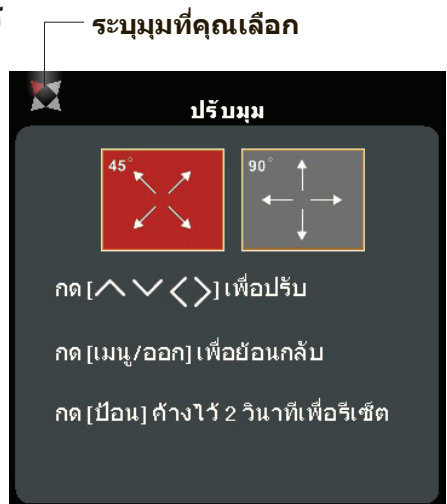 ระบุมุมที่คุณเลือก
ปรับมุม
45° 90°
กด [ᐱ ᐯ ᐸ ᐳ] เพื่อปรับ
กด [เมนู/ออก] เพื่อย้อนกลับ
กด [ป้อน] ค้างไว้ 2 วินาทีเพื่อรีเซ็ต